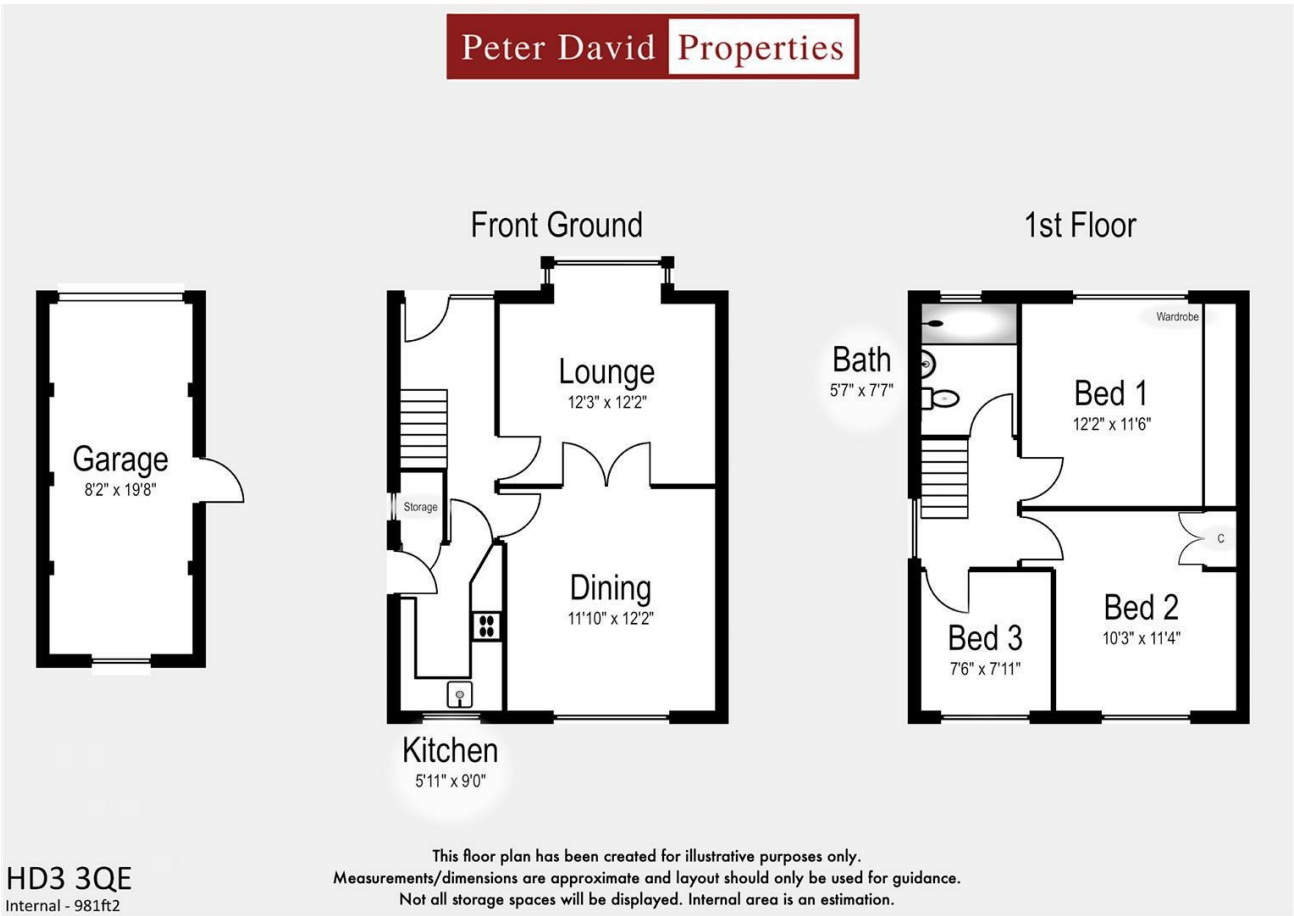 Peter David Properties
Front Ground
1st Floor
Garage
8'2" x 19'8"
Lounge
12'3" x 12'2"
Storage
Dining
11'10" x 12'2"
Kitchen
5'11" x 9'0"
Bath
5'7" x 7'7"
Wardrobe
Bed 1
12'2" x 11'6"
C
Bed 2
10'3" x 11'4"
Bed 3
7'6" x 7'11"
HD3 3QE
Internal - 981ft2
This floor plan has been created for illustrative purposes only.
Measurements/dimensions are approximate and layout should only be used for guidance.
Not all storage spaces will be displayed. Internal area is an estimation.